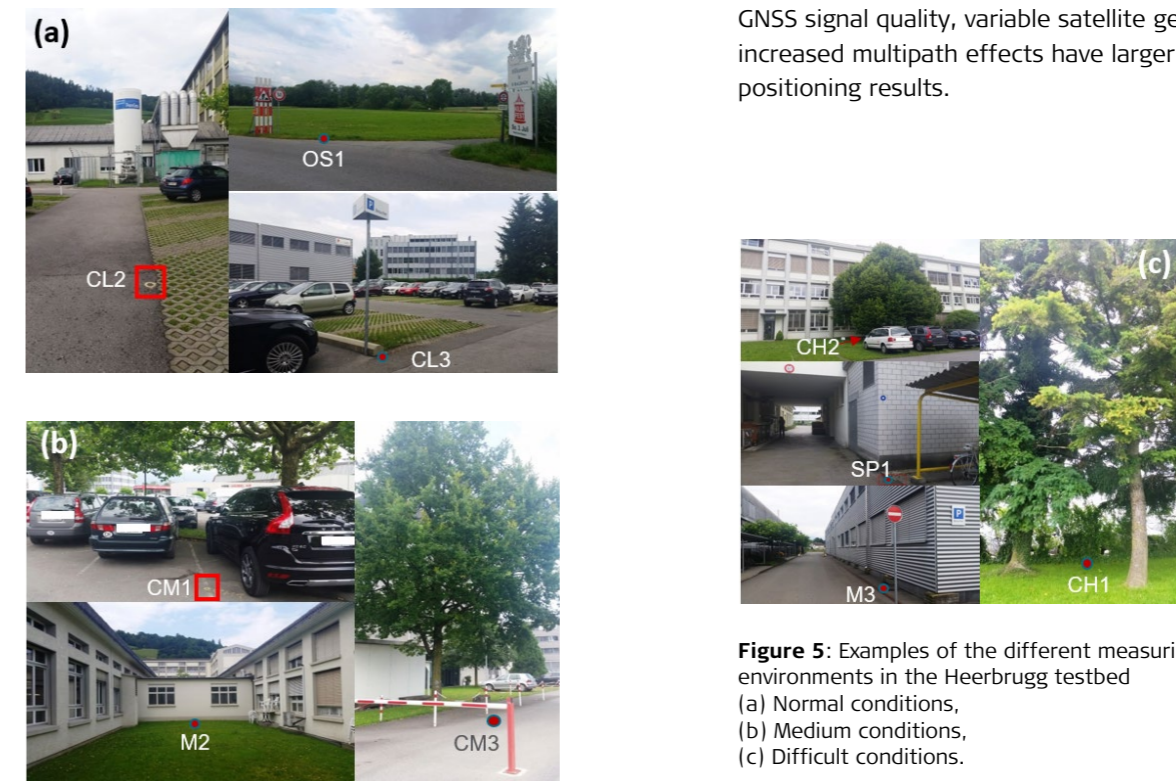 (a)
OS1
CL2
CL3
(b)
CM1
M2
CM3
GNSS signal quality, variable satellite ge
increased multipath effects have larger
positioning results.
(c)
CH2
SP1
M3
CH1
P
P
Figure 5: Examples of the different measuri
environments in the Heerbrugg testbed
(a) Normal conditions,
(b) Medium conditions,
(c) Difficult conditions.